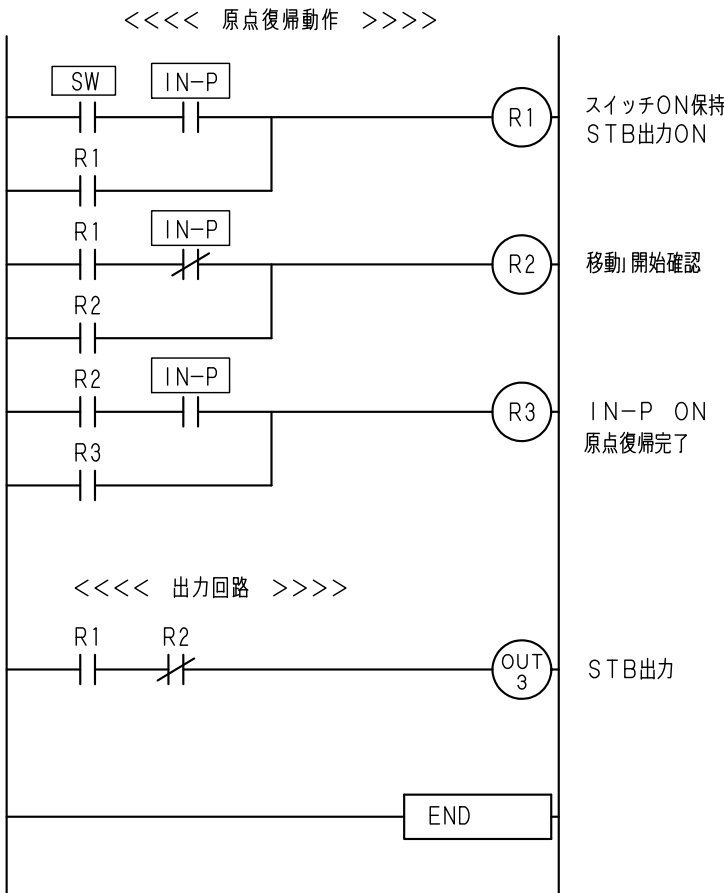 <<<< 原点復帰動作 >>>>
SW
IN-P
R1
スイッチON保持
STB出力ON
R1
R1
IN-P
R2
移動」開始確認
R2
R2
IN-P
R3
IN-P ON
原点復帰完了
R3
<<<< 出力回路 >>>>
R1
R2
OUT
3
STB出力
END